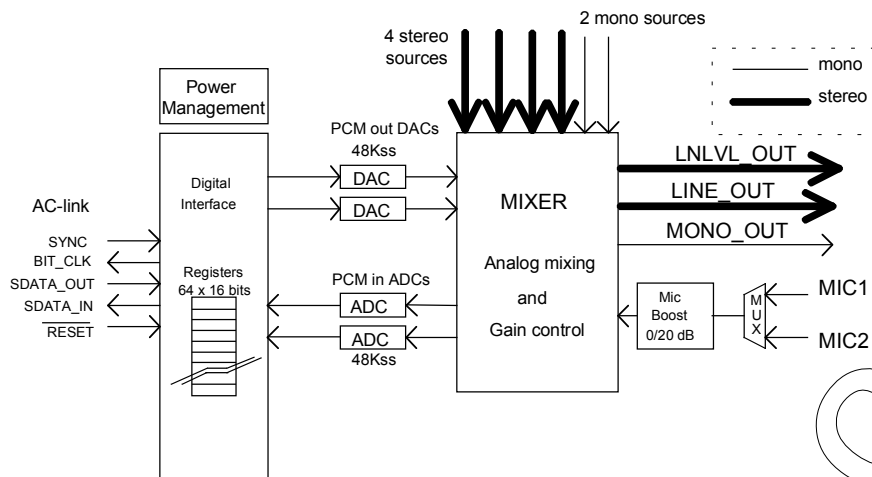 2 mono sources
4 stereo
sources
mono
stereo
Power
Management
PCM out DACs
48Kss
DAC
DAC
Digital
Interface
MIXER
Analog mixing
and
Gain control
LNLVL_OUT
LINE_OUT
MONO_OUT
AC-link
SYNC
BIT_CLK
SDATA_OUT
SDATA_IN
RESET
Registers
64 x 16 bits
PCM in ADCs
ADC
ADC
48Kss
Mic
Boost
0/20 dB
MUX
MIC1
MIC2